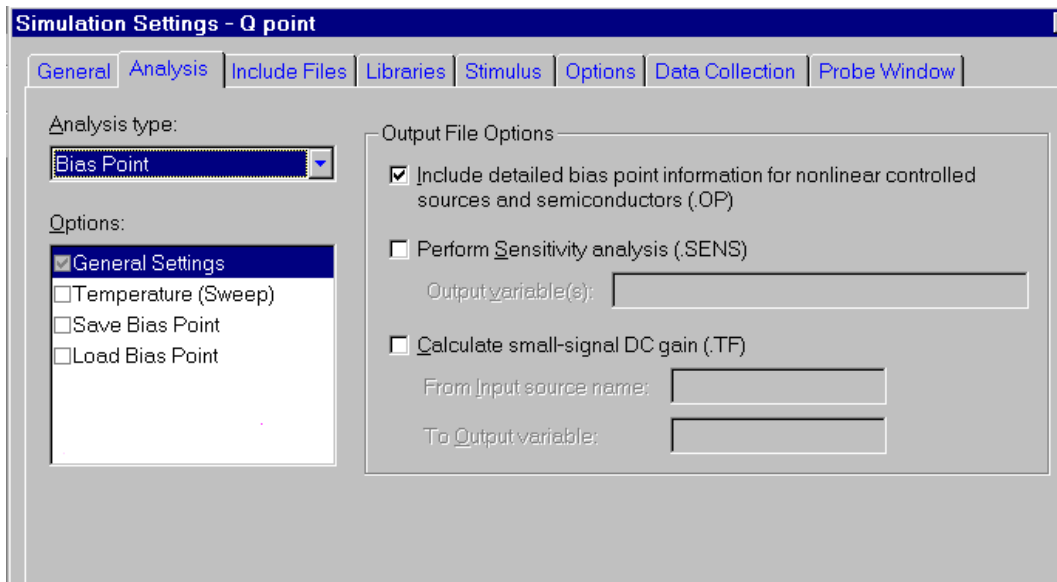 Simulation Settings - Q point
General Analysis Include Files Libraries Stimulus Options Data Collection Probe Window
Analysis type:
Bias Point
Options:
General Settings
Temperature (Sweep)
Save Bias Point
Load Bias Point
Output File Options
Include detailed bias point information for nonlinear controlled
sources and semiconductors (.OP)
Perform Sensitivity analysis (.SENS)
Output variable(s):
Calculate small-signal DC gain (.TF)
From Input source name:
To Output variable: